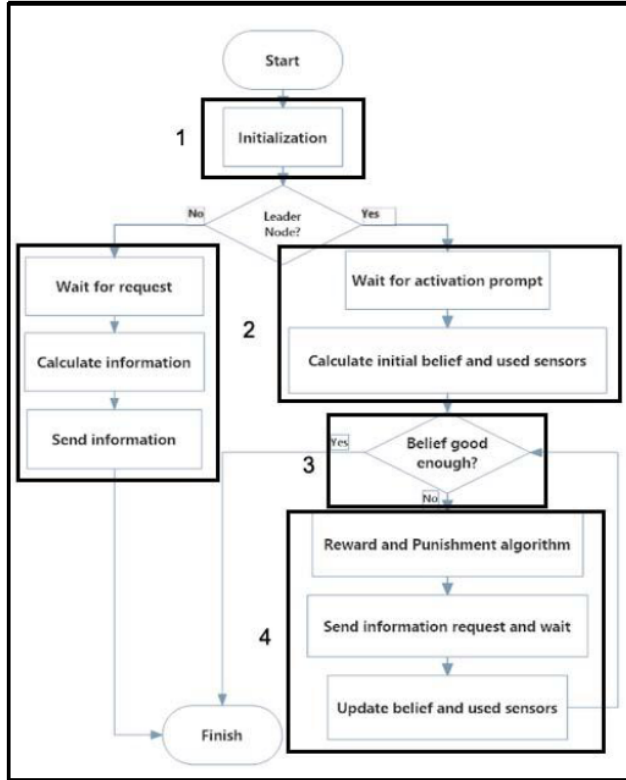 Start
1
Initialization
No
Leader
Node?
Yes
Wait for request
Calculate information
Send information
2
Wait for activation prompt
Calculate initial belief and used sensors
3
Yes
Belief good
enough?
No
4
Reward and Punishment algorithm
Send information request and wait
Update belief and used sensors
Finish